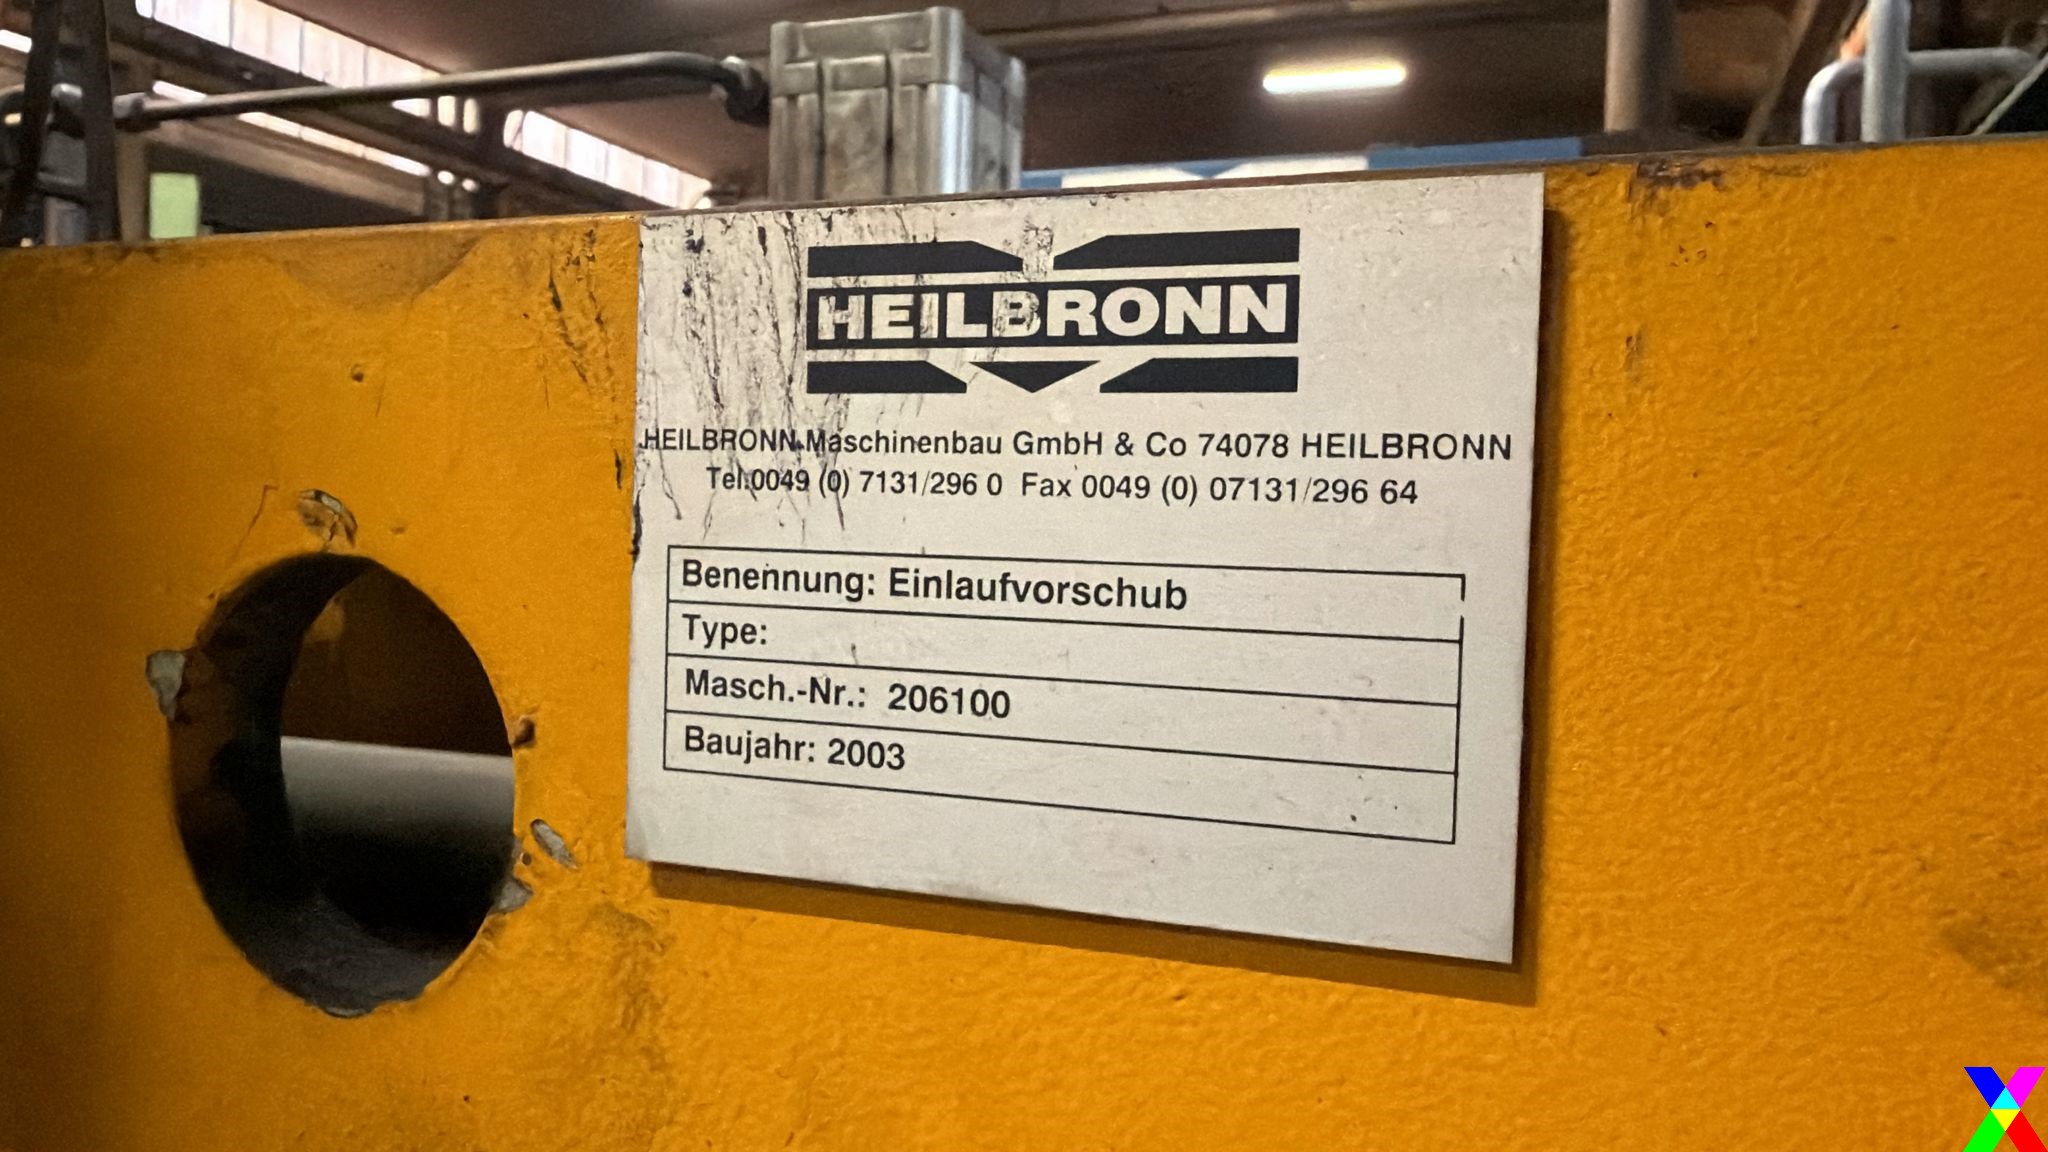 HEILBRONN
HEILBRONN Maschinenbau GmbH & Co 74078 HEILBRONN
Tel.0049 (0) 7131/296 0 Fax 0049 (0) 07131/296 64
Benennung: Einlaufvorschub
Type:
Masch.-Nr.: 206100
Baujahr: 2003